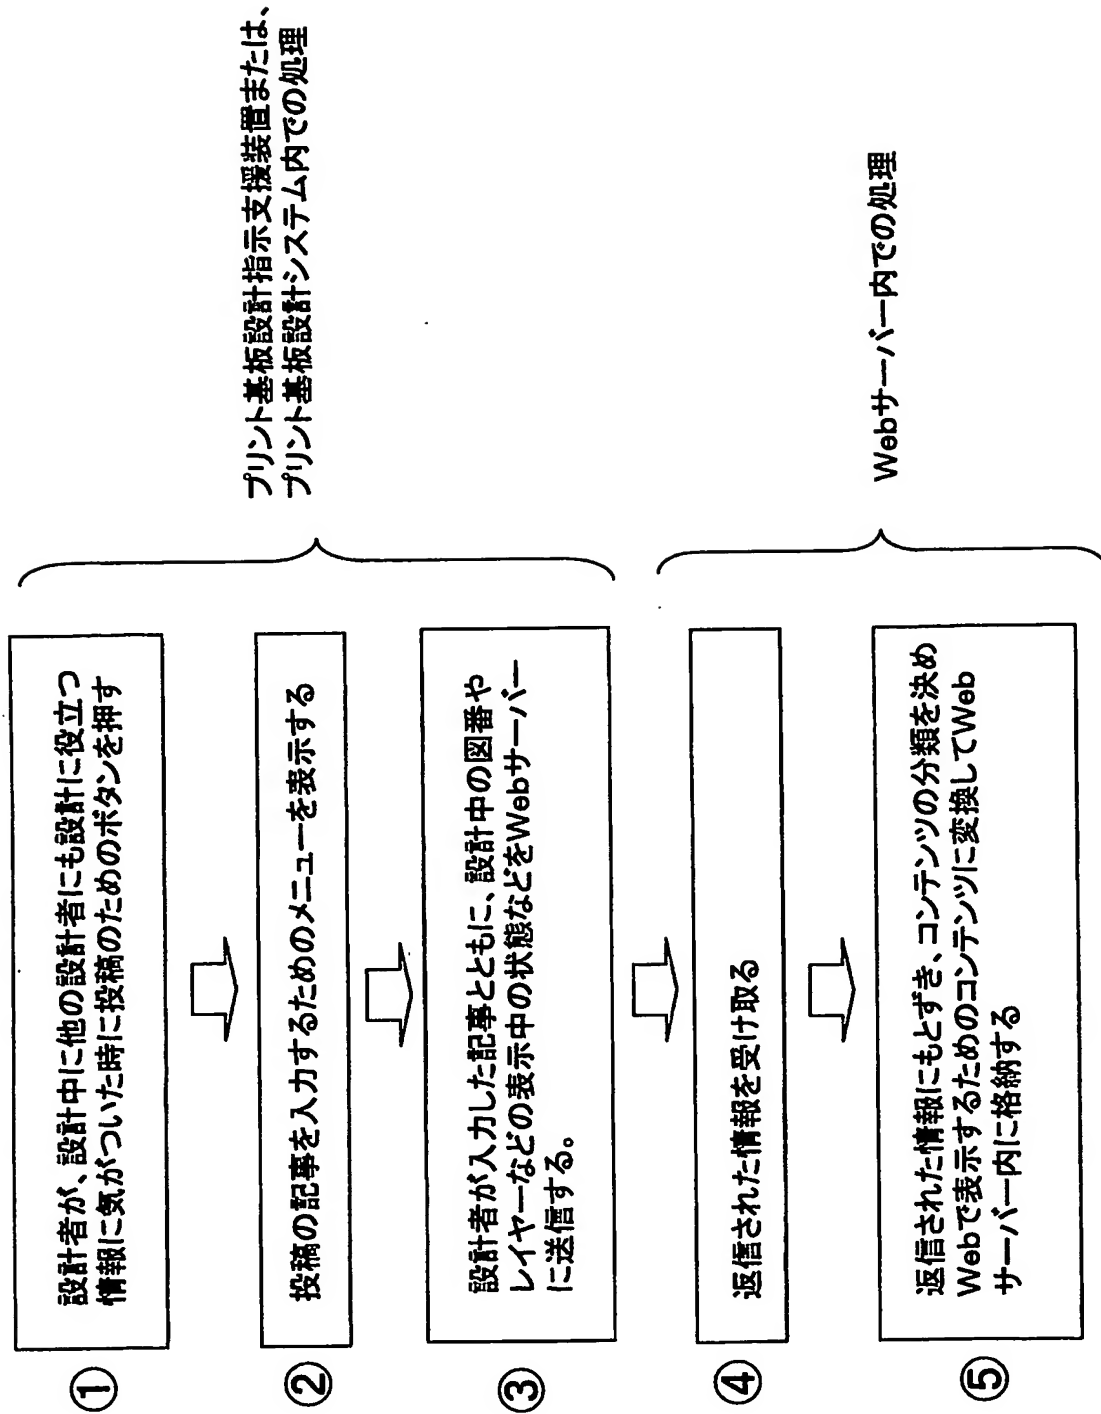 ①
設計者が、設計中に他の設計者にも設計に役立つ
情報に気がついた時に投稿のためのボタンを押す
②
投稿の記事を入力するためのメニューを表示する
③
設計者が入力した記事とともに、設計中の図番や
レイヤーなどの表示中の状態などをWebサーバー
に送信する。
プリント基板設計指示支援装置または、
プリント基板設計システム内での処理
④
返信された情報を受け取る
⑤
返信された情報にもとずき、コンテンツの分類を決め
Webで表示するためのコンテンツに変換してWeb
サーバー内に格納する
Webサーバー内での処理